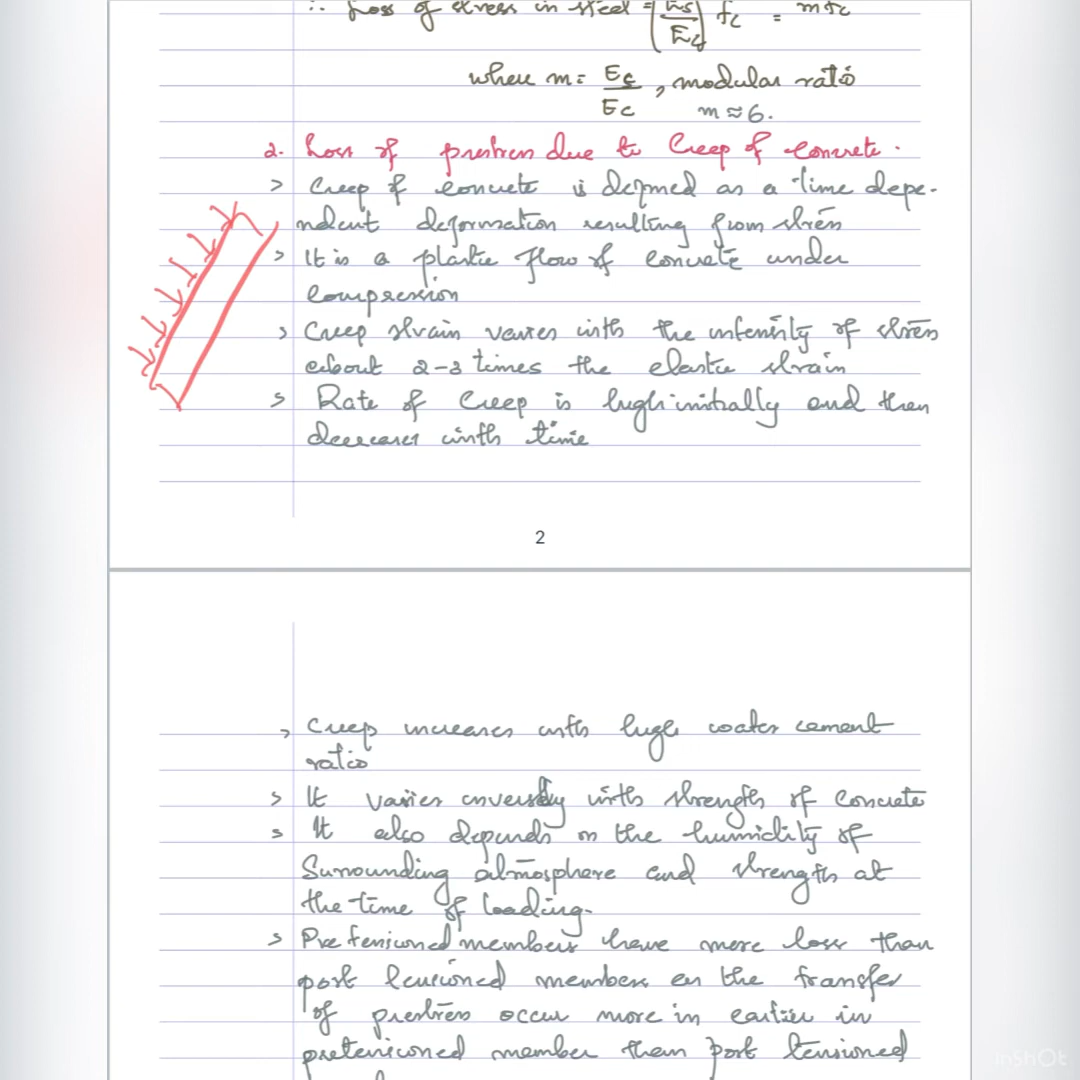 ∴ Loss of stress in steel = (Es/Ec) fc = mfc
where m = Es/Ec, modular ratio
m ≈ 6.
2. Loss of prestress due to Creep of concrete.
> Creep of concrete is defined as a time depe-
ndent deformation resulting from stress
> It is a plastic flow of concrete under
compression
> Creep strain varies with the intensity of stress
about 2-3 times the elastic strain
> Rate of Creep is high initially and then
decreases with time
2
> Creep increases with high water cement
ratio
> It varies inversely with strength of concrete
> It also depends on the humidity of
Surrounding atmosphere and strength at
the time of loading.
> Pretensioned members have more loss than
post tensioned members as the transfer
of prestress occur more in earlier in
pretensioned member than post tensioned
InShOt